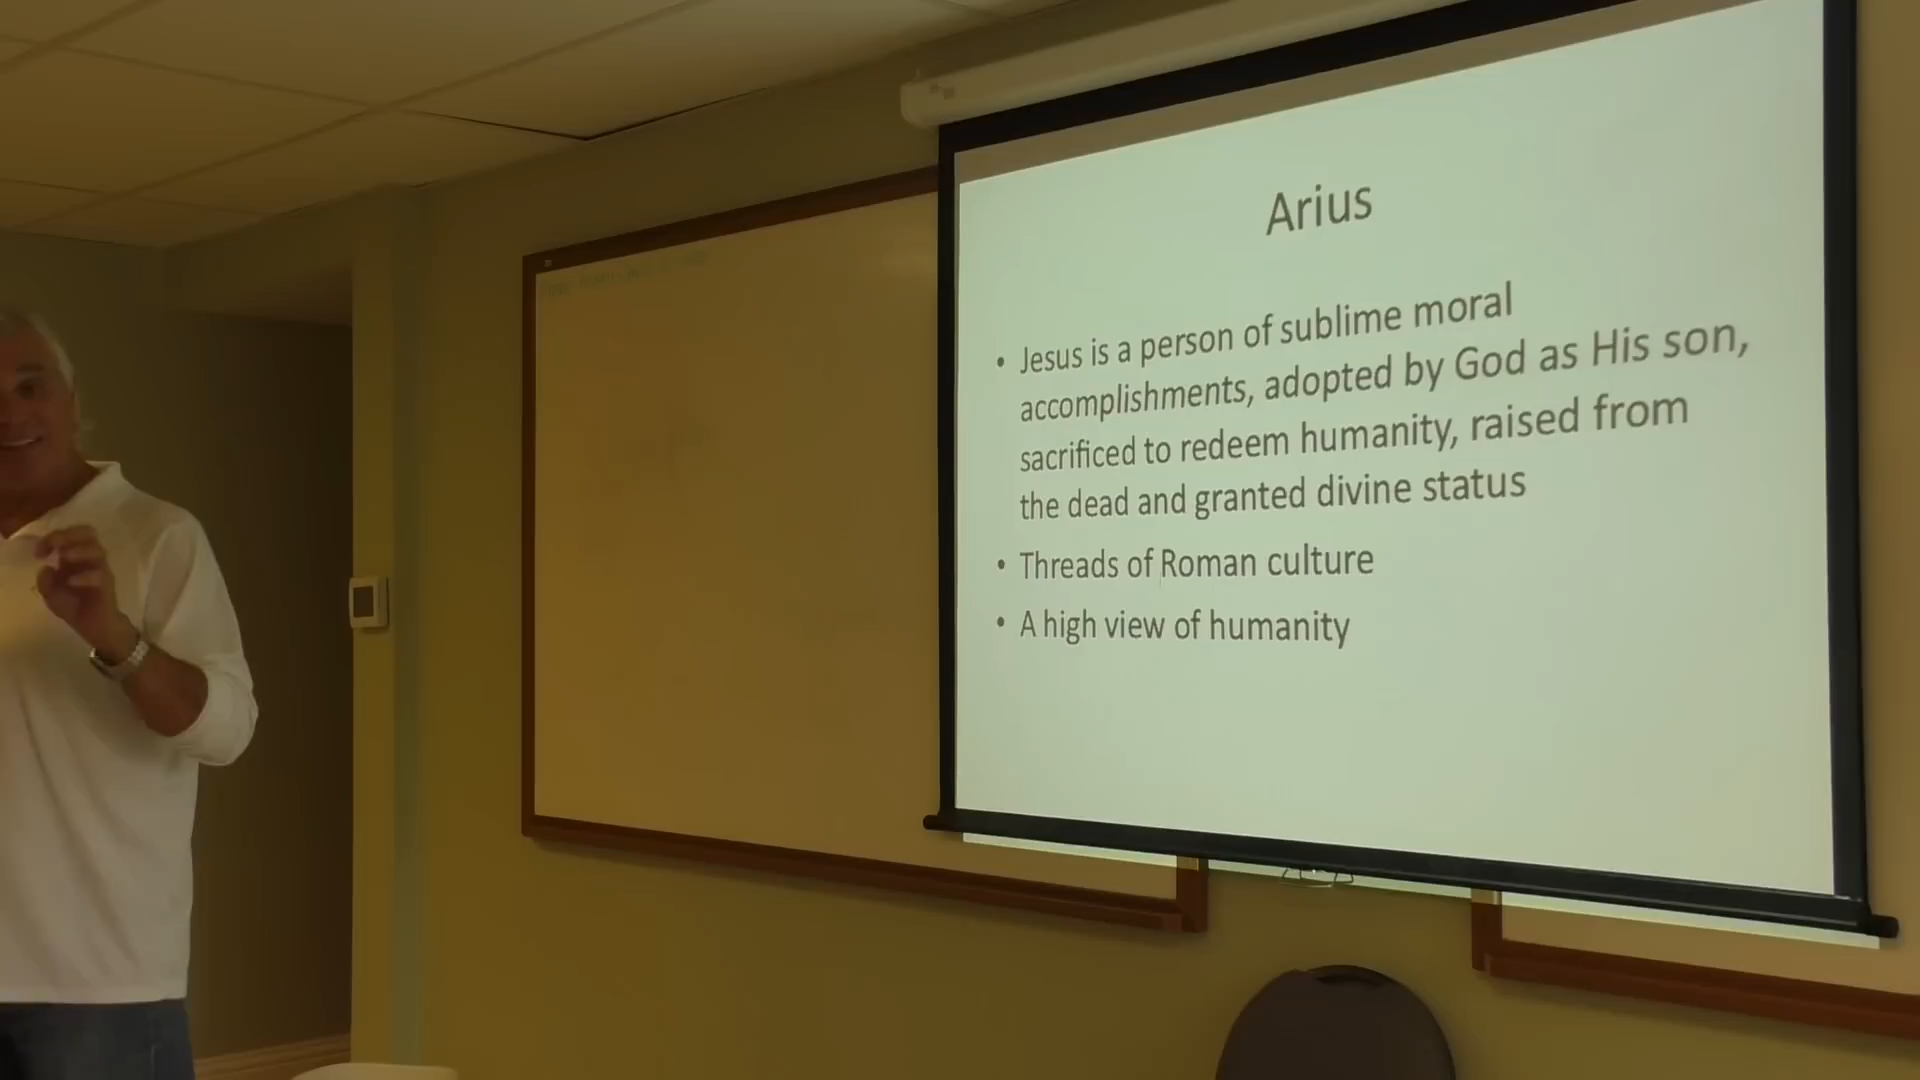 Arius
• Jesus is a person of sublime moral
accomplishments, adopted by God as His son,
sacrificed to redeem humanity, raised from
the dead and granted divine status
• Threads of Roman culture
• A high view of humanity